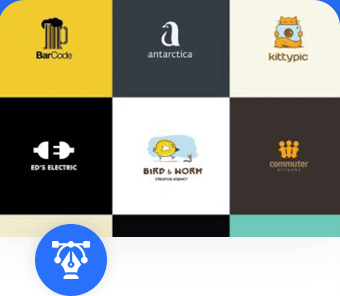 BarCode
antarctica
kittypic
ED'S ELECTRIC
BIRD & WORM
CREATIVE AGENCY
commuter
NETWORK